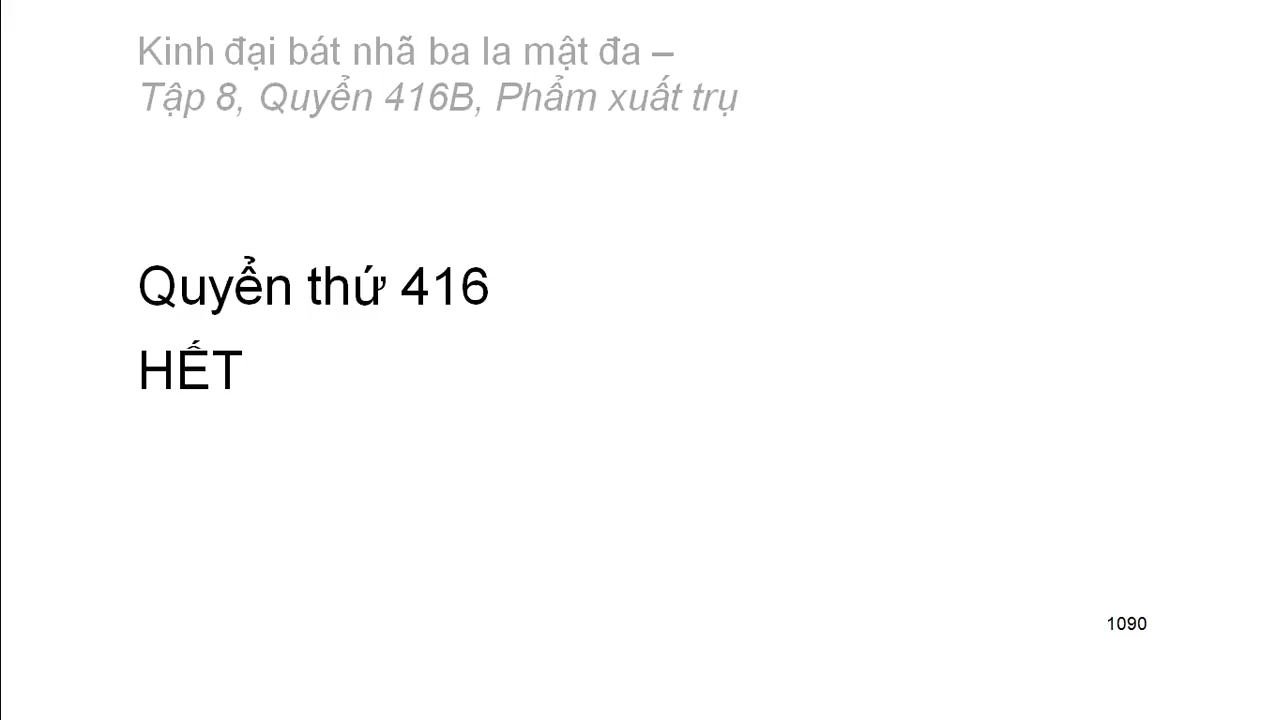 Kinh đại bát nhã ba la mật đa –
Tập 8, Quyển 416B, Phẩm xuất trụ
Quyển thứ 416
HẾT
1090